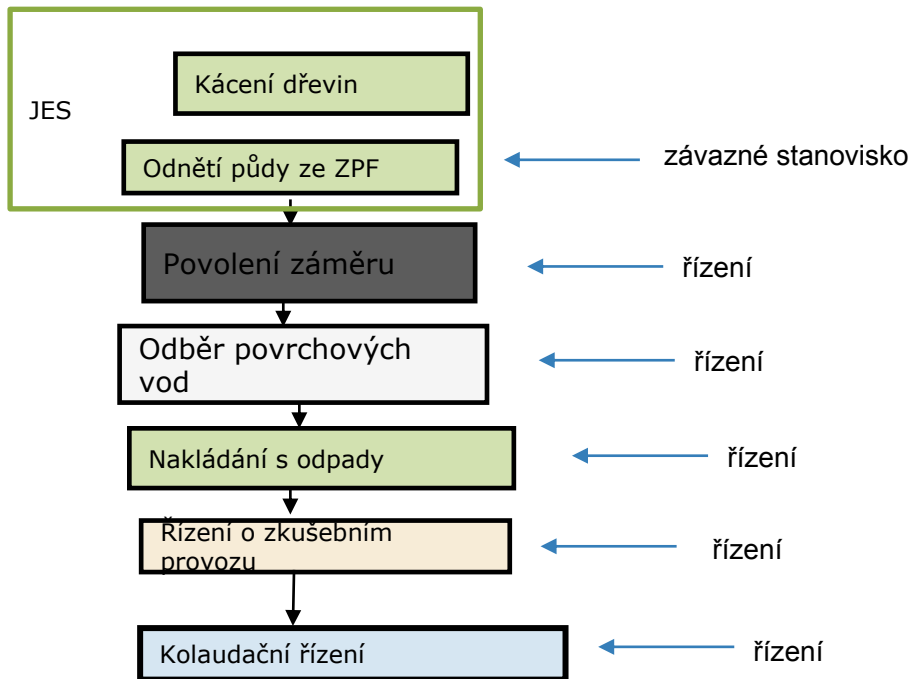 Kácení dřevin
JES
Odnětí půdy ze ZPF
závazné stanovisko
Povolení záměru
řízení
Odběr povrchových
vod
řízení
Nakládání s odpady
řízení
Řízení o zkušebním
provozu
řízení
Kolaudační řízení
řízení